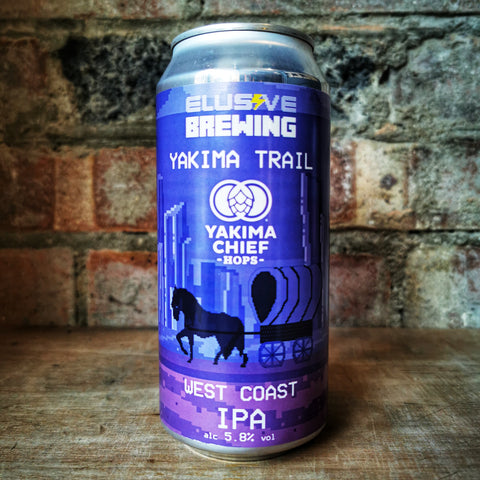 ELUSIVE
BREWING
YAKIMA TRAIL
YAKIMA
CHIEF
-HOPS-
WEST COAST
IPA
alc 5.8% vol